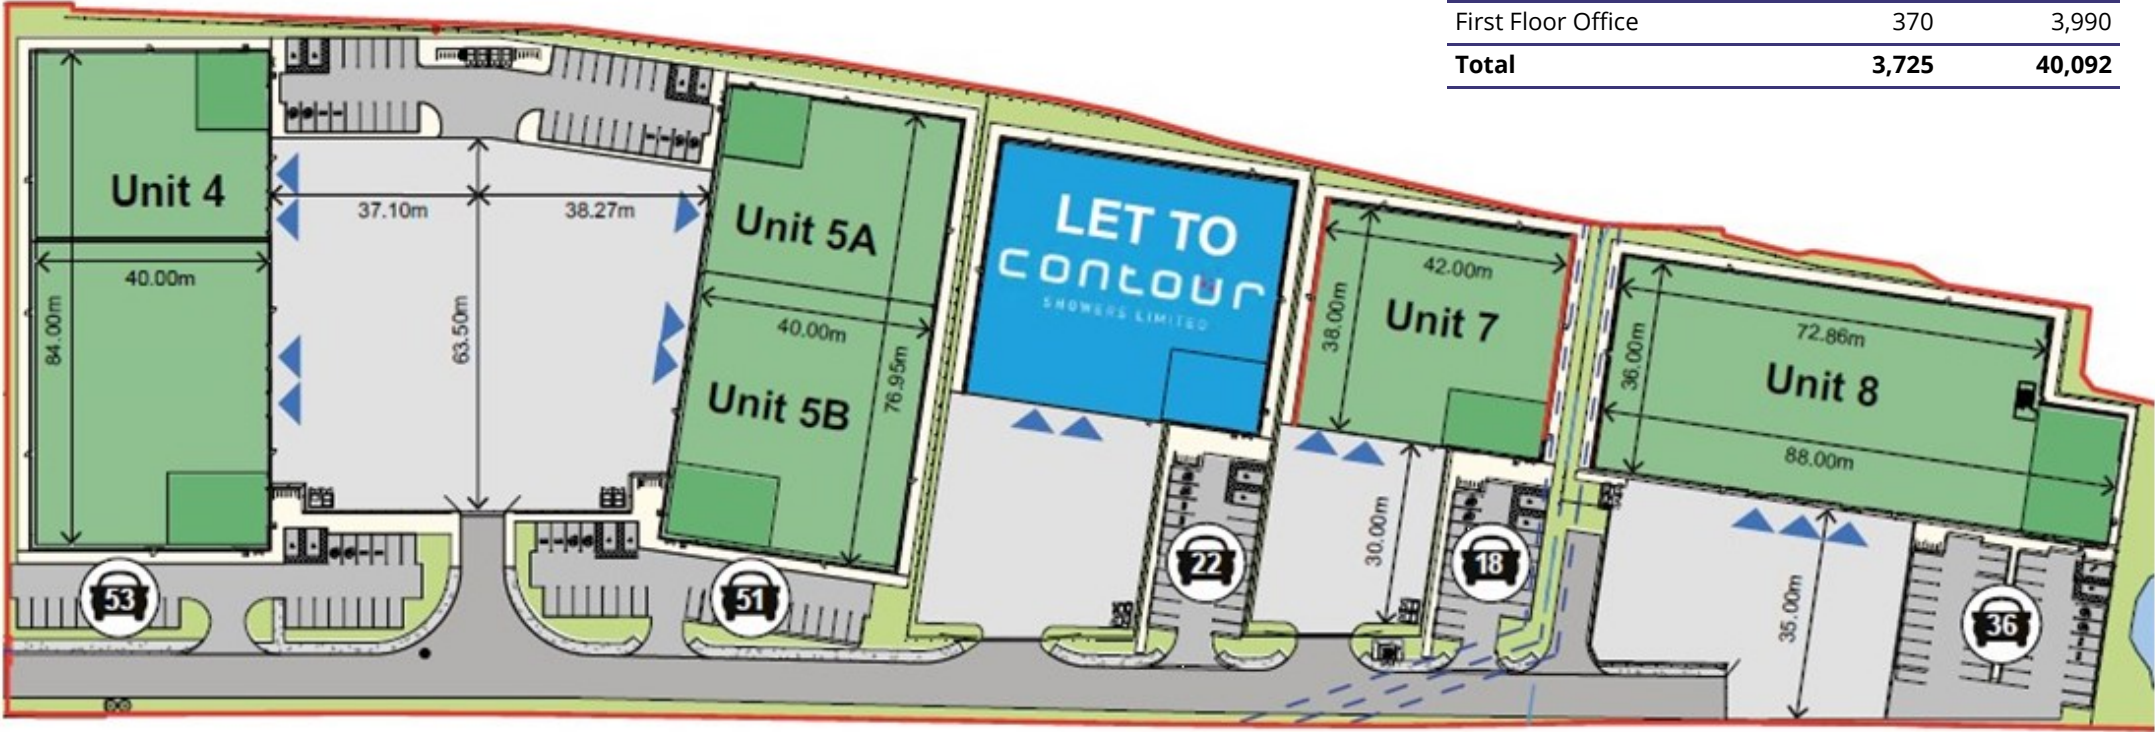 First Floor Office 370 3,990
Total 3,725 40,092
Unit 4
37.10m
38.27m
40.00m
84.00m
63.50m
Unit 5A
40.00m
Unit 5B
76.95m
LET TO
contour
SHOWERS LIMITED
42.00m
38.00m
Unit 7
30.00m
72.86m
36.00m
Unit 8
88.00m
35.00m
53
51
22
18
36